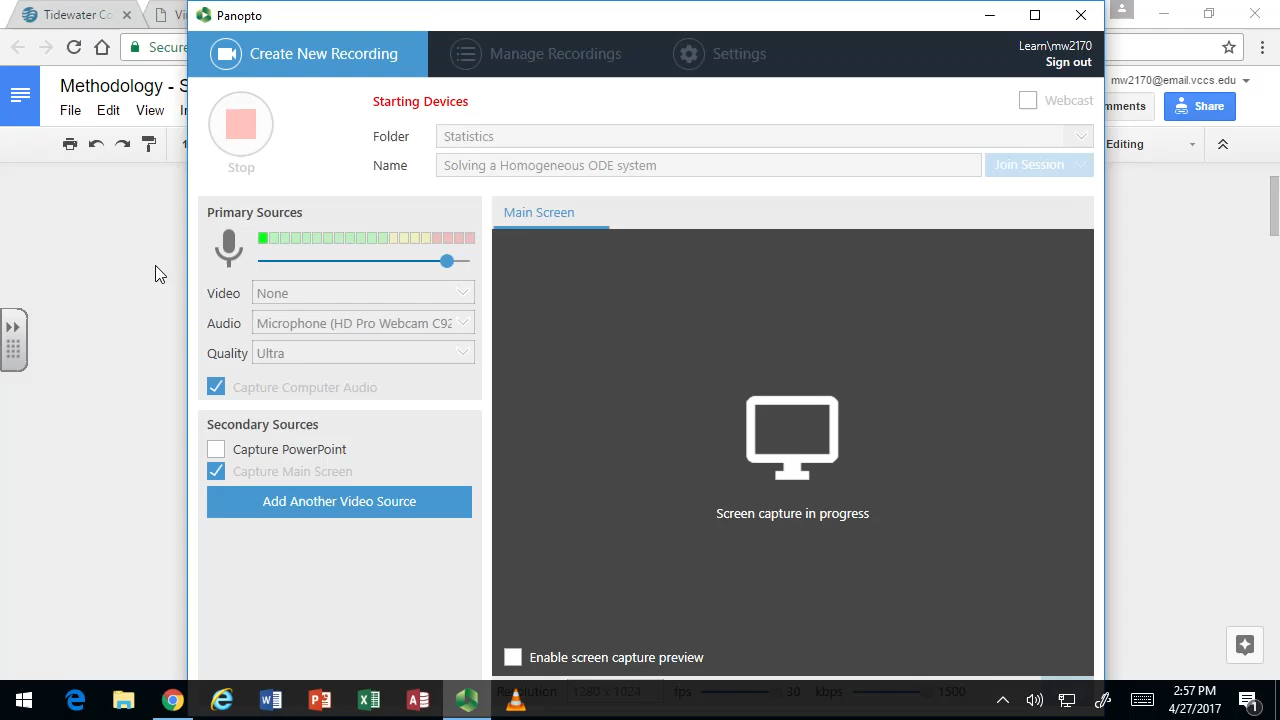 Tidewater Co
Vi
Panopto
Secure
Create New Recording
Manage Recordings
Settings
Learn\mw2170
Sign out
Methodology - S
File
Edit
View
mw2170@email.vccs.edu
mments
Share
Editing
Starting Devices
Webcast
Stop
Folder
Statistics
Name
Solving a Homogeneous ODE system
Join Session
Primary Sources
Main Screen
Video
None
Audio
Microphone (HD Pro Webcam C92
Quality
Ultra
Capture Computer Audio
Secondary Sources
Capture PowerPoint
Capture Main Screen
Add Another Video Source
Screen capture in progress
Enable screen capture preview
Resolution
1280 x 1024
fps
30
kbps
1500
2:57 PM
4/27/2017
1